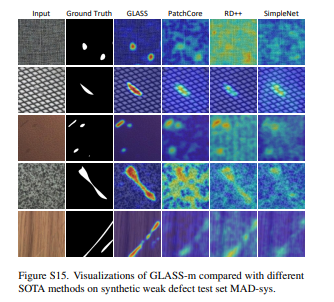 Input Ground Truth GLASS PatchCore RD++ SimpleNet
Figure S15. Visualizations of GLASS-m compared with different
SOTA methods on synthetic weak defect test set MAD-sys.